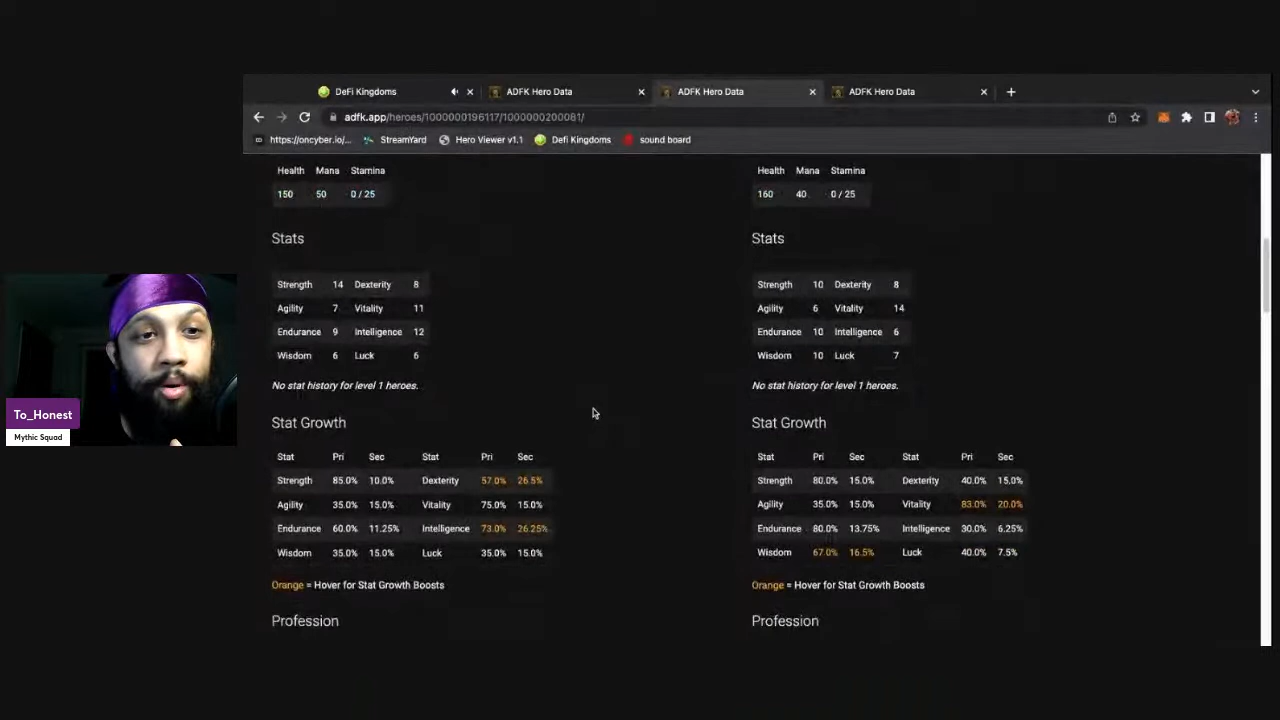 DeFi Kingdoms ADFK Hero Data ADFK Hero Data ADFK Hero Data
adfk.app/heroes/1000000196117/1000000200081/
https://oncyber.io/... StreamYard Hero Viewer v1.1 Defi Kingdoms sound board
Health Mana Stamina Health Mana Stamina
150 50 0 / 25 160 40 0 / 25
Stats Stats
Strength 14 Dexterity 8 Strength 10 Dexterity 8
Agility 7 Vitality 11 Agility 6 Vitality 14
Endurance 9 Intelligence 12 Endurance 10 Intelligence 6
Wisdom 6 Luck 6 Wisdom 10 Luck 7
No stat history for level 1 heroes. No stat history for level 1 heroes.
To_Honest
Mythic Squad
Stat Growth Stat Growth
Stat Pri Sec Stat Pri Sec Stat Pri Sec Stat Pri Sec
Strength 85.0% 10.0% Dexterity 57.0% 26.5% Strength 80.0% 15.0% Dexterity 40.0% 15.0%
Agility 35.0% 15.0% Vitality 75.0% 15.0% Agility 35.0% 15.0% Vitality 83.0% 20.0%
Endurance 60.0% 11.25% Intelligence 73.0% 26.25% Endurance 80.0% 13.75% Intelligence 30.0% 6.25%
Wisdom 35.0% 15.0% Luck 35.0% 15.0% Wisdom 67.0% 16.5% Luck 40.0% 7.5%
Orange = Hover for Stat Growth Boosts Orange = Hover for Stat Growth Boosts
Profession Profession